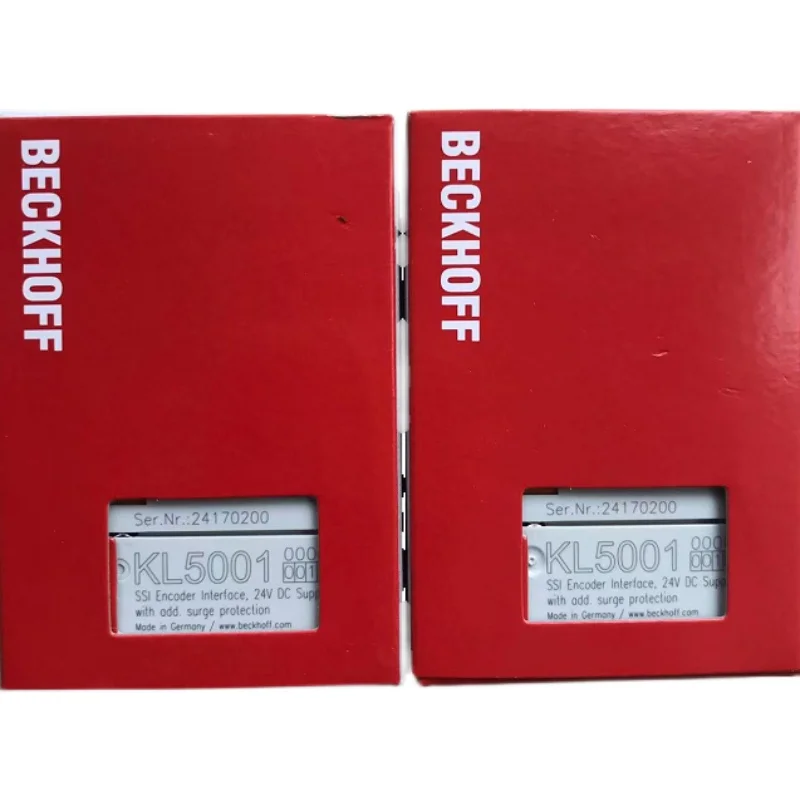 BECKHOFF
Ser.Nr.:24170200
KL5001
SSI Encoder Interface, 24V DC
with add. surge protection
Made in Germany / www.beckhoff.com
BECKHOFF
Ser.Nr.:24170200
KL5001
SSI Encoder Interface, 24V DC
with add. surge protection
Made in Germany / www.beckhoff.com